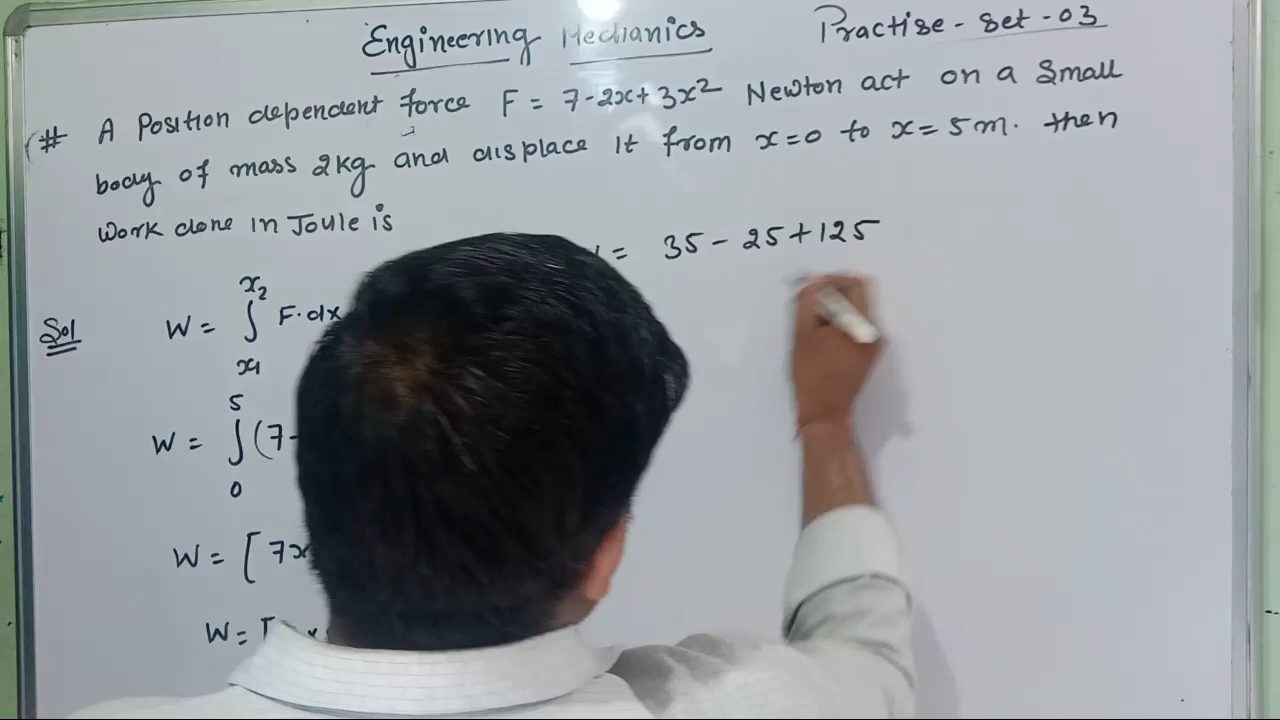 Engineering Mechanics
Practise - Set - 03
# A Position dependent force F = 7 - 2x + 3x² Newton act on a Small
body of mass 2kg and displace it from x=0 to x= 5m. then
Work done in Joule is
= 35 - 25 + 125
Sol
W = ∫ F. dx
x₂
x₁
W = ∫ (7-
5
0
W = [ 7x
W = [